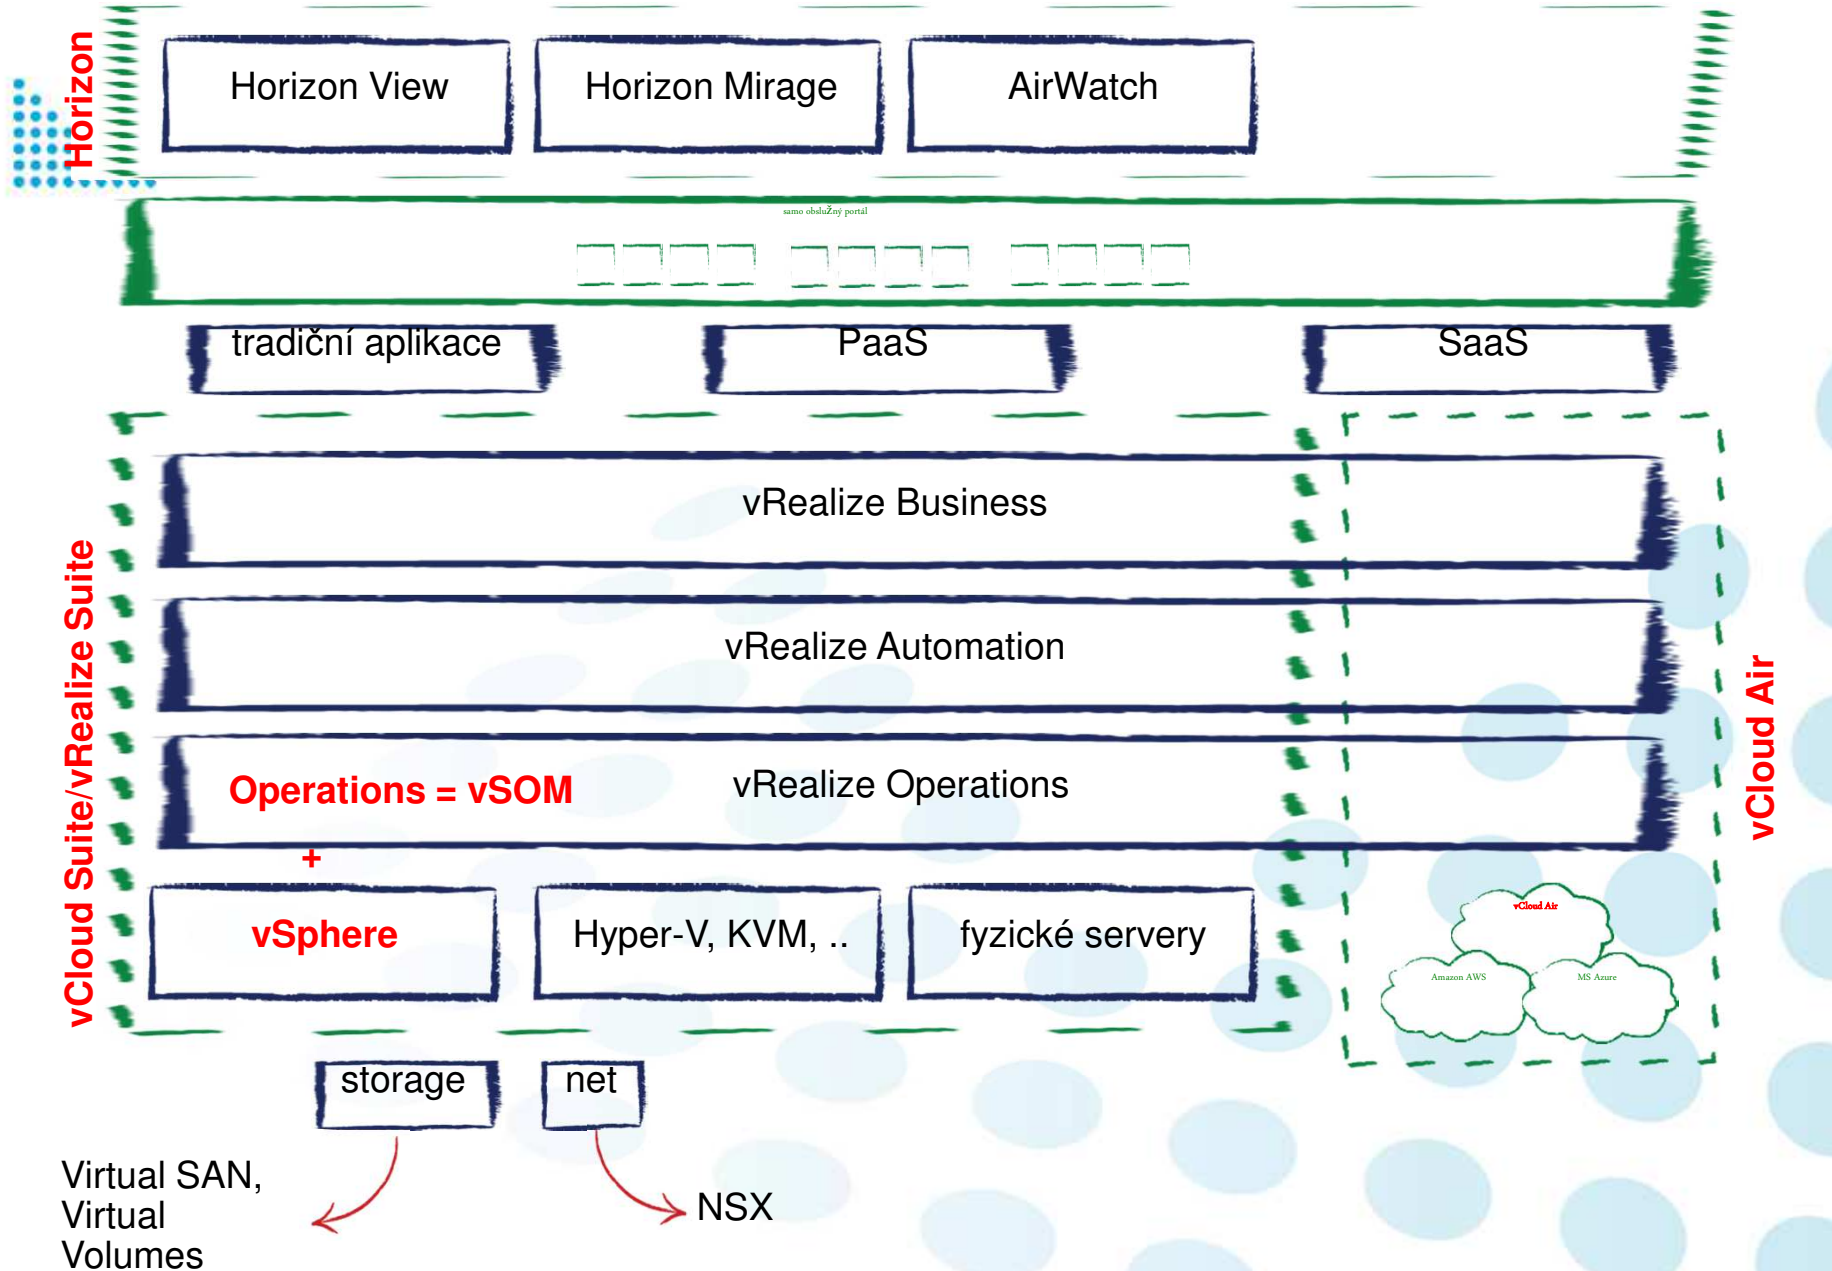 Horizon
Horizon View
Horizon Mirage
AirWatch
samo obslužný portál
tradiční aplikace
PaaS
SaaS
vCloud Suite/vRealize Suite
vRealize Business
vRealize Automation
Operations = vSOM
vRealize Operations
+
vSphere
Hyper-V, KVM, ..
fyzické servery
vCloud Air
vCloud Air
Amazon AWS
MS Azure
storage
net
Virtual SAN,
Virtual
Volumes
NSX